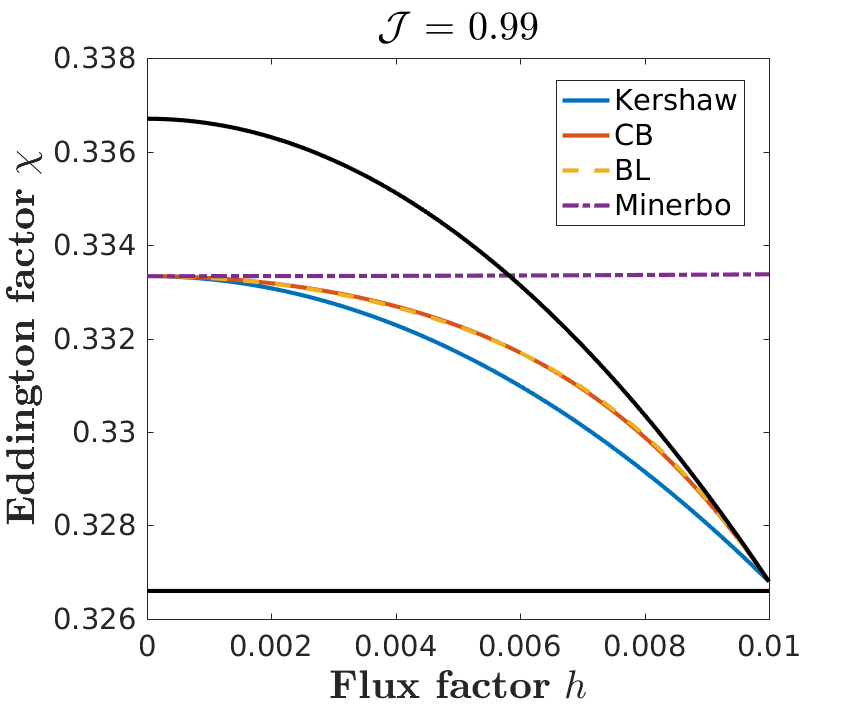 𝒥 = 0.99
Eddington factor χ
0.338
0.336
0.334
0.332
0.33
0.328
0.326
Kershaw
CB
BL
Minerbo
0 0.002 0.004 0.006 0.008 0.01
Flux factor h